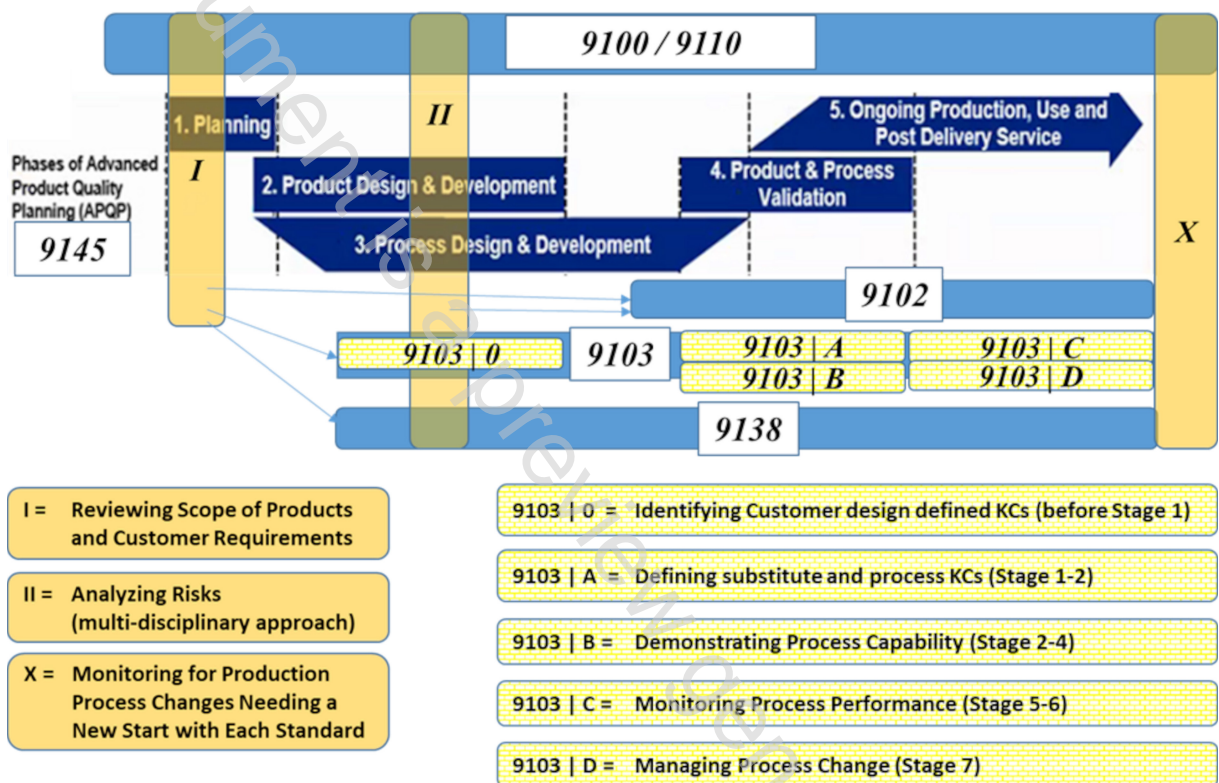 9100 / 9110
1. Planning
II
5. Ongoing Production, Use and
Post Delivery Service
Phases of Advanced
Product Quality
Planning (APQP)
I
2. Product Design & Development
4. Product & Process
Validation
9145
3. Process Design & Development
X
9102
9103 | 0
9103
9103 | A
9103 | C
9103 | B
9103 | D
9138
I = Reviewing Scope of Products
and Customer Requirements
II = Analyzing Risks
(multi-disciplinary approach)
X = Monitoring for Production
Process Changes Needing a
New Start with Each Standard
9103 | 0 = Identifying Customer design defined KCs (before Stage 1)
9103 | A = Defining substitute and process KCs (Stage 1-2)
9103 | B = Demonstrating Process Capability (Stage 2-4)
9103 | C = Monitoring Process Performance (Stage 5-6)
9103 | D = Managing Process Change (Stage 7)
ument is a preview gen